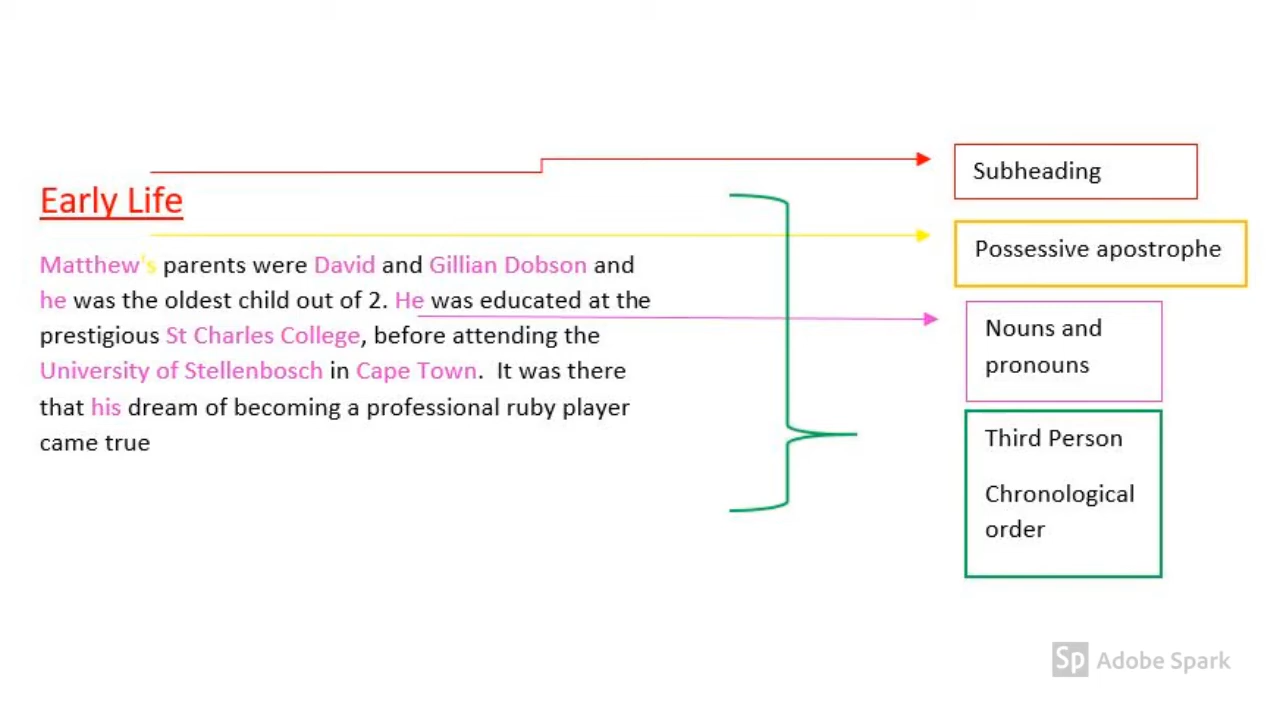 Early Life
Matthew's parents were David and Gillian Dobson and
he was the oldest child out of 2. He was educated at the
prestigious St Charles College, before attending the
University of Stellenbosch in Cape Town.  It was there
that his dream of becoming a professional ruby player
came true
Subheading
Possessive apostrophe
Nouns and
pronouns
Third Person
Chronological
order
Sp Adobe Spark